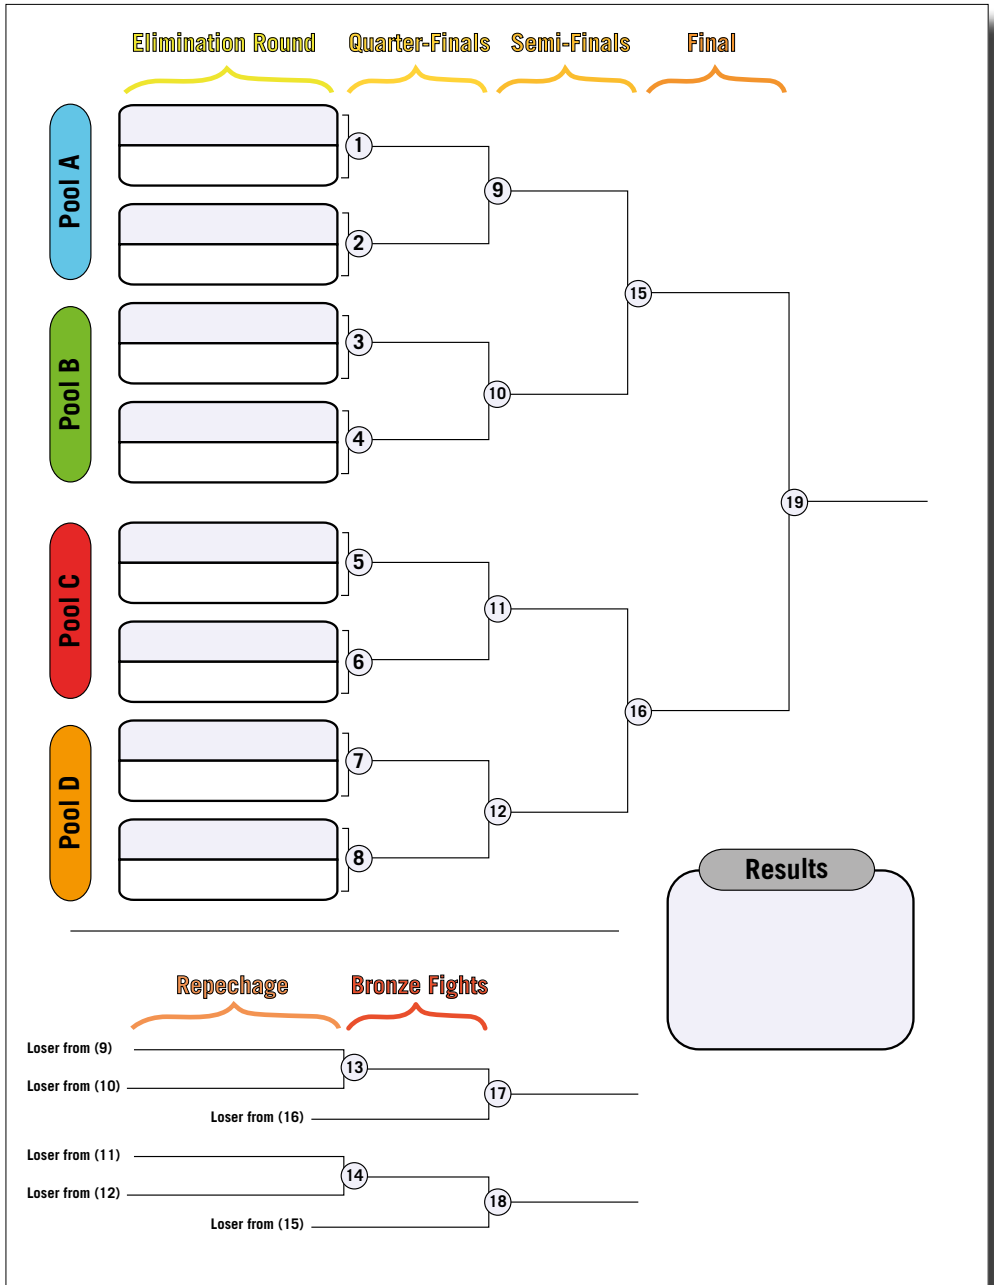 Elimination Round Quarter-Finals Semi-Finals Final
Pool A
1
9
2
15
Pool B
3
10
4
19
Pool C
5
11
6
16
Pool D
7
12
8
Results
Repechage Bronze Fights
Loser from (9)
13
Loser from (10)
17
Loser from (16)
Loser from (11)
14
Loser from (12)
18
Loser from (15)